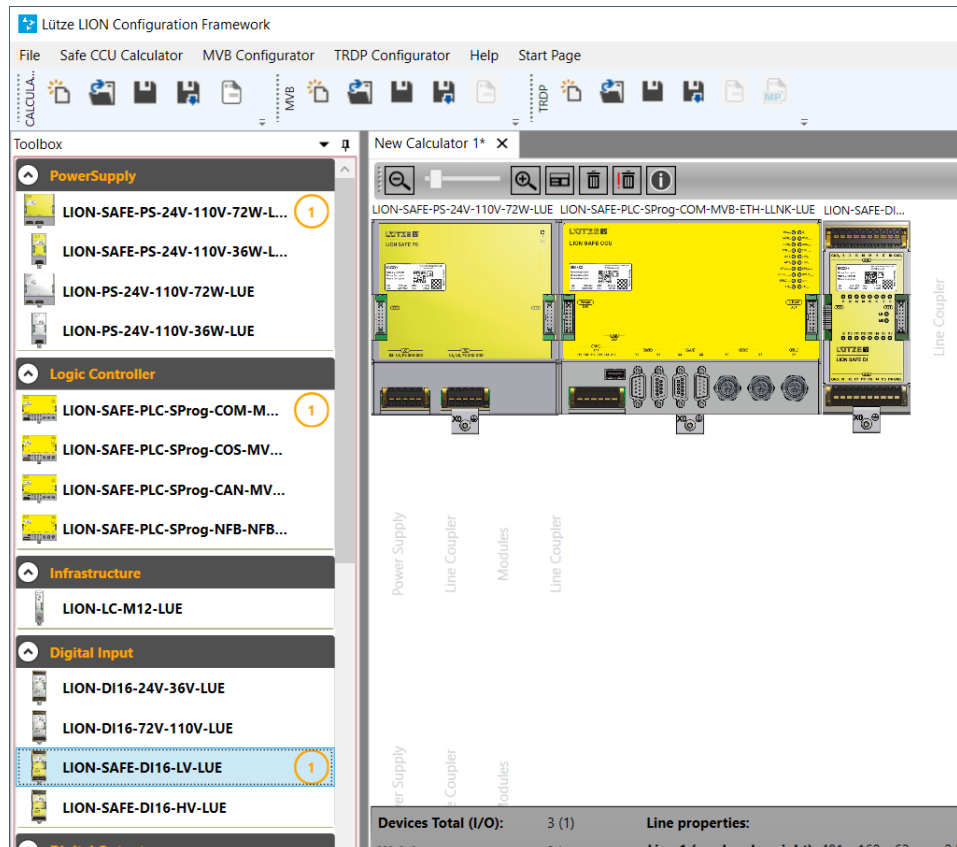 Lütze LION Configuration Framework
File Safe CCU Calculator MVB Configurator TRDP Configurator Help Start Page
CALCULA...
MVB
TRDP
Toolbox
New Calculator 1*
PowerSupply
LION-SAFE-PS-24V-110V-72W-L... 1
LION-SAFE-PS-24V-110V-36W-L...
LION-PS-24V-110V-72W-LUE
LION-PS-24V-110V-36W-LUE
Logic Controller
LION-SAFE-PLC-SProg-COM-M... 1
LION-SAFE-PLC-SProg-COS-MV...
LION-SAFE-PLC-SProg-CAN-MV...
LION-SAFE-PLC-SProg-NFB-NFB...
Infrastructure
LION-LC-M12-LUE
Digital Input
LION-DI16-24V-36V-LUE
LION-DI16-72V-110V-LUE
LION-SAFE-DI16-LV-LUE 1
LION-SAFE-DI16-HV-LUE
LION-SAFE-PS-24V-110V-72W-LUE LION-SAFE-PLC-SProg-COM-MVB-ETH-LLNK-LUE LION-SAFE-DI...
LÜTZE
LION SAFE PS
LÜTZE
LION SAFE CCU
LÜTZE
LION SAFE DI
X0
X0
X0
Line Coupler
Power Supply
Line Coupler
Modules
Line Coupler
Devices Total (I/O): 3 (1) Line properties: